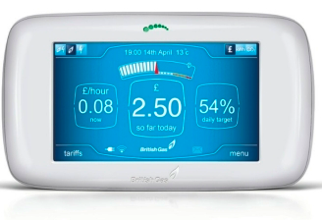 19:00 14th April 13°c
£
£/hour
0.08
now
£
2.50
so far today
54%
daily target
tariffs
British Gas
menu
British Gas